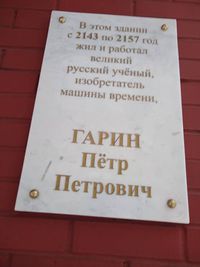 В этом здании
с 2143 по 2157 год
жил и работал
великий
русский учёный,
изобретатель
машины времени,
ГАРИН
Пётр
Петрович